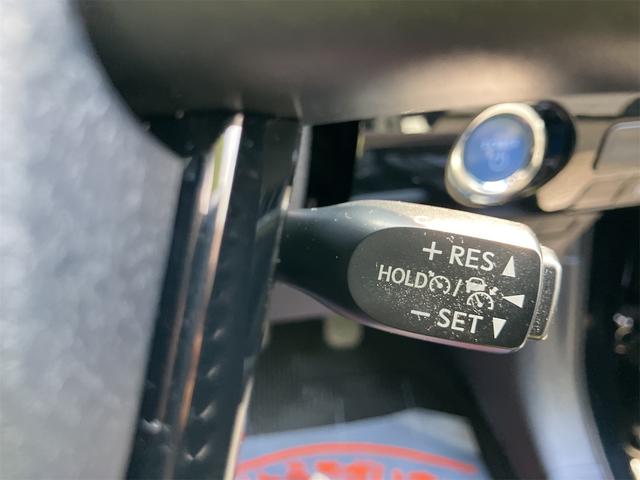 + RES ▲
HOLD / ◀
- SET ▼